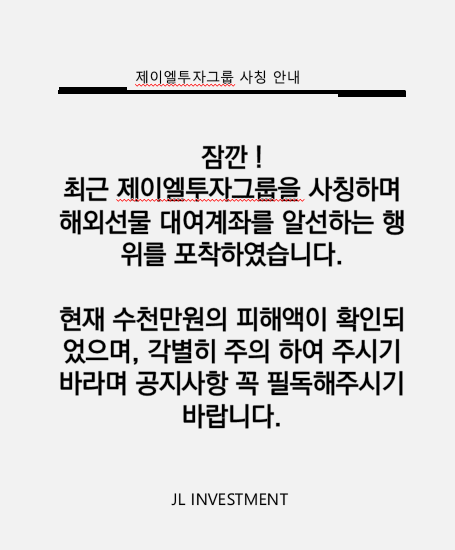 제이엘투자그룹 사칭 안내
잠깐 !
최근 제이엘투자그룹을 사칭하며
해외선물 대여계좌를 알선하는 행
위를 포착하였습니다.
현재 수천만원의 피해액이 확인되
었으며, 각별히 주의 하여 주시기
바라며 공지사항 꼭 필독해주시기
바랍니다.
JL INVESTMENT